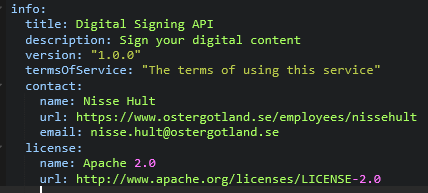 info:
  title: Digital Signing API
  description: Sign your digital content
  version: "1.0.0"
  termsOfService: "The terms of using this service"
  contact:
    name: Nisse Hult
    url: https://www.ostergotland.se/employees/nissehult
    email: nisse.hult@ostergotland.se
  license:
    name: Apache 2.0
    url: http://www.apache.org/licenses/LICENSE-2.0